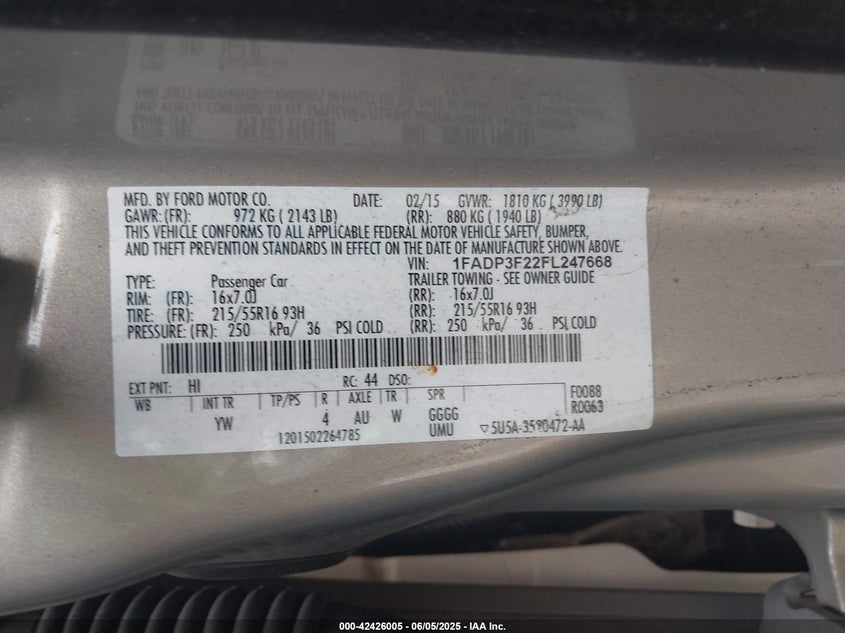 MFD. BY FORD MOTOR CO. DATE: 02/15 GVWR: 1810 KG ( 3990 LB)
GAWR: (FR): 972 KG ( 2143 LB) (RR): 880 KG ( 1940 LB)
THIS VEHICLE CONFORMS TO ALL APPLICABLE FEDERAL MOTOR VEHICLE SAFETY, BUMPER,
AND THEFT PREVENTION STANDARDS IN EFFECT ON THE DATE OF MANUFACTURE SHOWN ABOVE.
VIN: 1FADP3F22FL247668
TYPE: Passenger Car TRAILER TOWING - SEE OWNER GUIDE
RIM: (FR): 16x7.0J (RR): 16x7.0J
TIRE: (FR): 215/55R16 93H (RR): 215/55R16 93H
PRESSURE: (FR): 250 kPa/ 36 PSI COLD (RR): 250 kPa/ 36 PSI COLD
EXT PNT: HI RC: 44 DSO: F0088
WB INT TR TP/PS R AXLE TR SPR R0063
YW 4 AU W GGGG
1201502264785 UMU 5U5A-3590472-AA
000-42426005 06/05/2025 - IAA Inc.